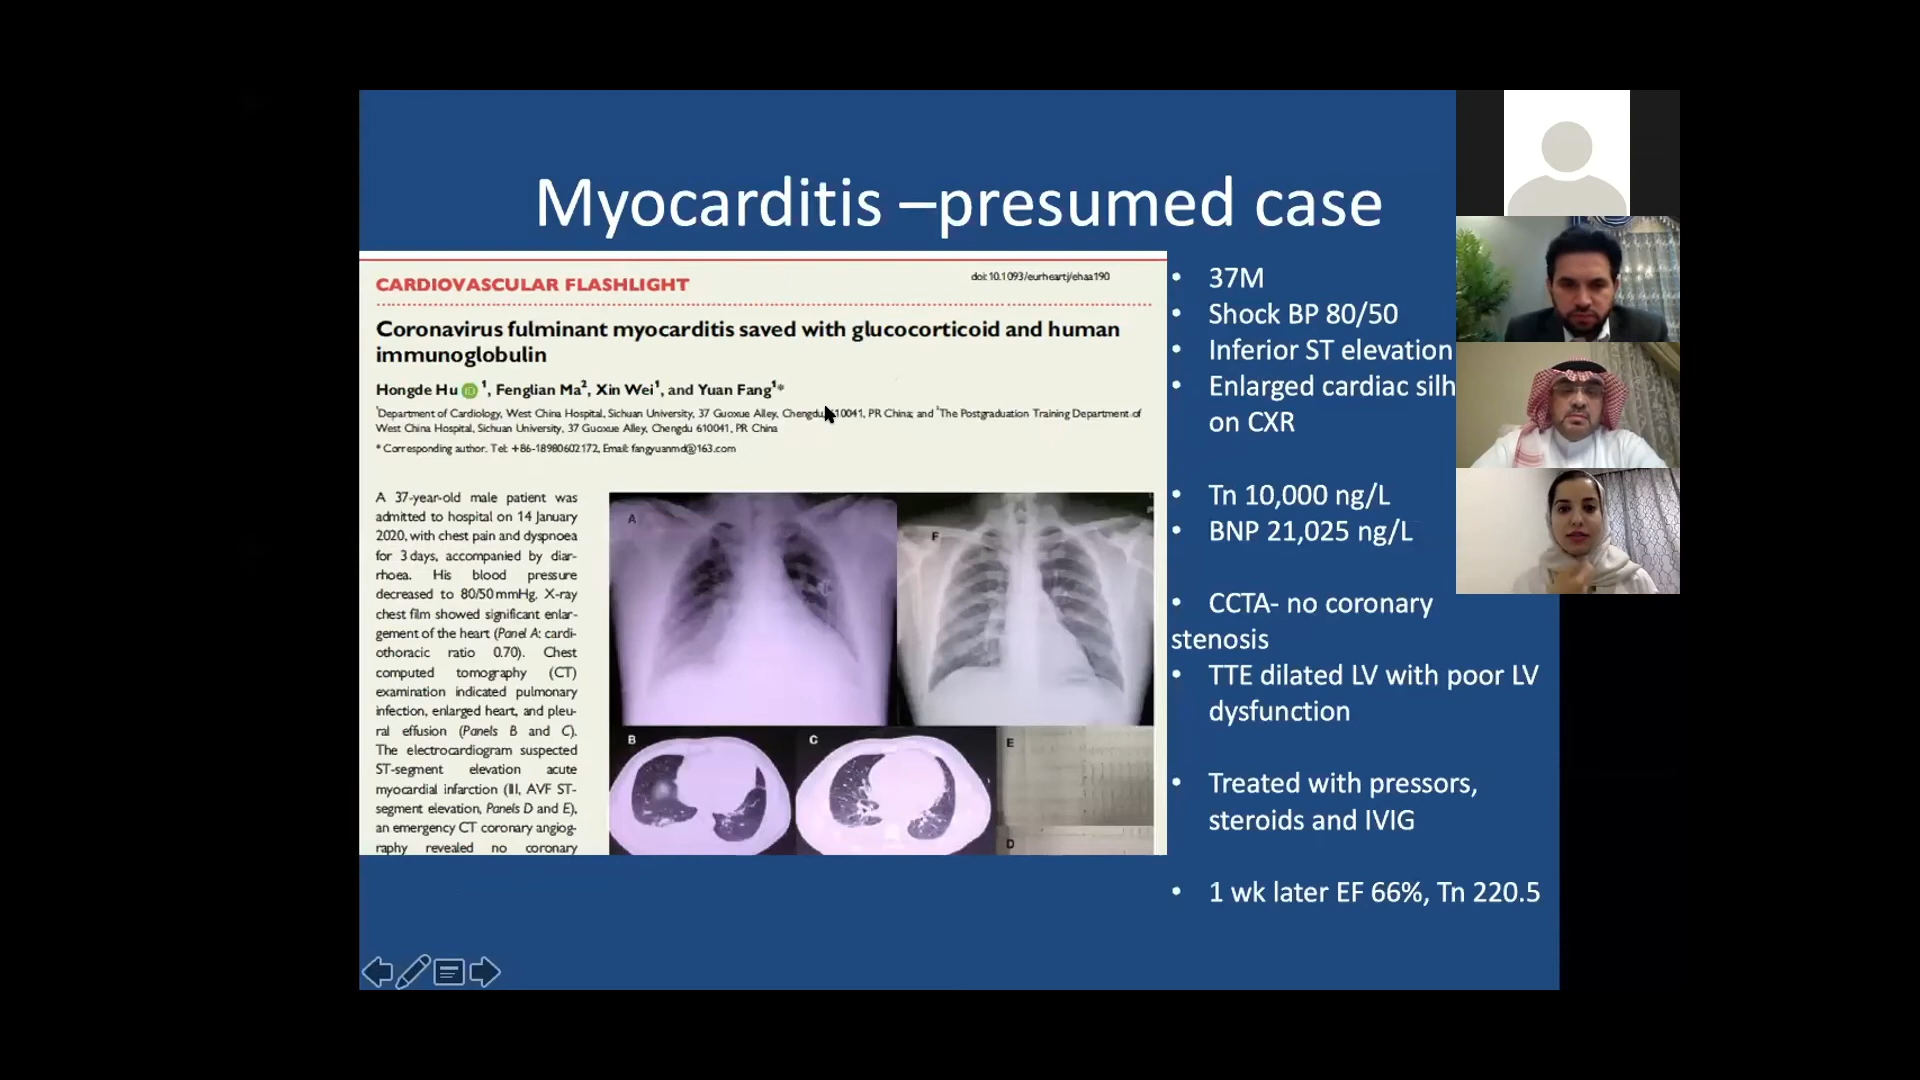 Myocarditis –presumed case
CARDIOVASCULAR FLASHLIGHT
doi:10.1093/eurheartj/ehaa190
Coronavirus fulminant myocarditis saved with glucocorticoid and human
immunoglobulin
Hongde Hu 1, Fenglian Ma2, Xin Wei1, and Yuan Fang1*
1Department of Cardiology, West China Hospital, Sichuan University, 37 Guoxue Alley, Chengdu 610041, PR China; and 2The Postgraduation Training Department of
West China Hospital, Sichuan University, 37 Guoxue Alley, Chengdu 610041, PR China
* Corresponding author. Tel: +86-18980602172, Email: fangyuanmd@163.com
A 37-year-old male patient was
admitted to hospital on 14 January
2020, with chest pain and dyspnoea
for 3 days, accompanied by diar-
rhoea. His blood pressure
decreased to 80/50 mmHg. X-ray
chest film showed significant enlar-
gement of the heart (Panel A: cardi-
othoracic ratio 0.70). Chest
computed tomography (CT)
examination indicated pulmonary
infection, enlarged heart, and pleu-
ral effusion (Panels B and C).
The electrocardiogram suspected
ST-segment elevation acute
myocardial infarction (III, AVF ST-
segment elevation, Panels D and E),
an emergency CT coronary angiog-
raphy revealed no coronary
A
F
B
C
E
D
• 37M
• Shock BP 80/50
• Inferior ST elevation
• Enlarged cardiac silh
on CXR
• Tn 10,000 ng/L
• BNP 21,025 ng/L
• CCTA- no coronary
stenosis
• TTE dilated LV with poor LV
dysfunction
• Treated with pressors,
steroids and IVIG
• 1 wk later EF 66%, Tn 220.5